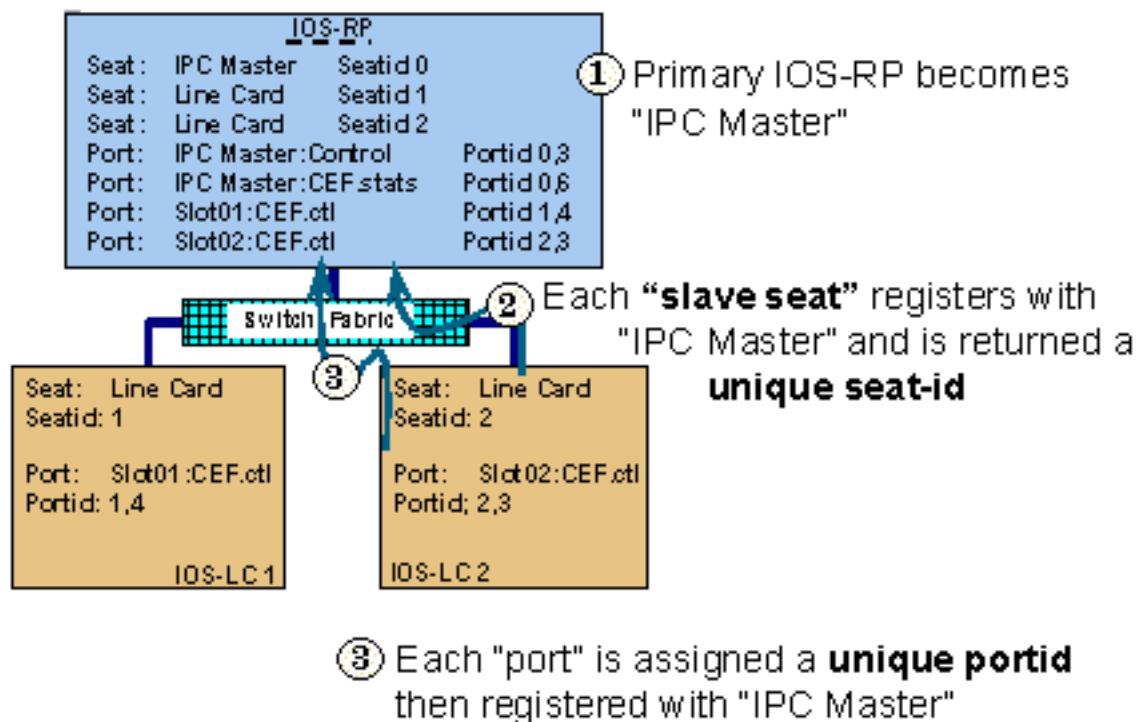 IOS-RP
Seat: IPC Master Seatid 0
Seat: Line Card Seatid 1
Seat: Line Card Seatid 2
Port: IPC Master:Control Portid 0,3
Port: IPC Master:CEF.stats Portid 0,6
Port: Slot01:CEF.ctl Portid 1,4
Port: Slot02:CEF.ctl Portid 2,3
1 Primary IOS-RP becomes
"IPC Master"
Switch Fabric
2 Each “slave seat” registers with
"IPC Master" and is returned a
unique seat-id
3
Seat: Line Card
Seatid: 1
Port: Slot01:CEF.ctl
Portid: 1,4
IOS-LC 1
Seat: Line Card
Seatid: 2
Port: Slot02:CEF.ctl
Portid; 2,3
IOS-LC 2
3 Each "port" is assigned a unique portid
then registered with "IPC Master"